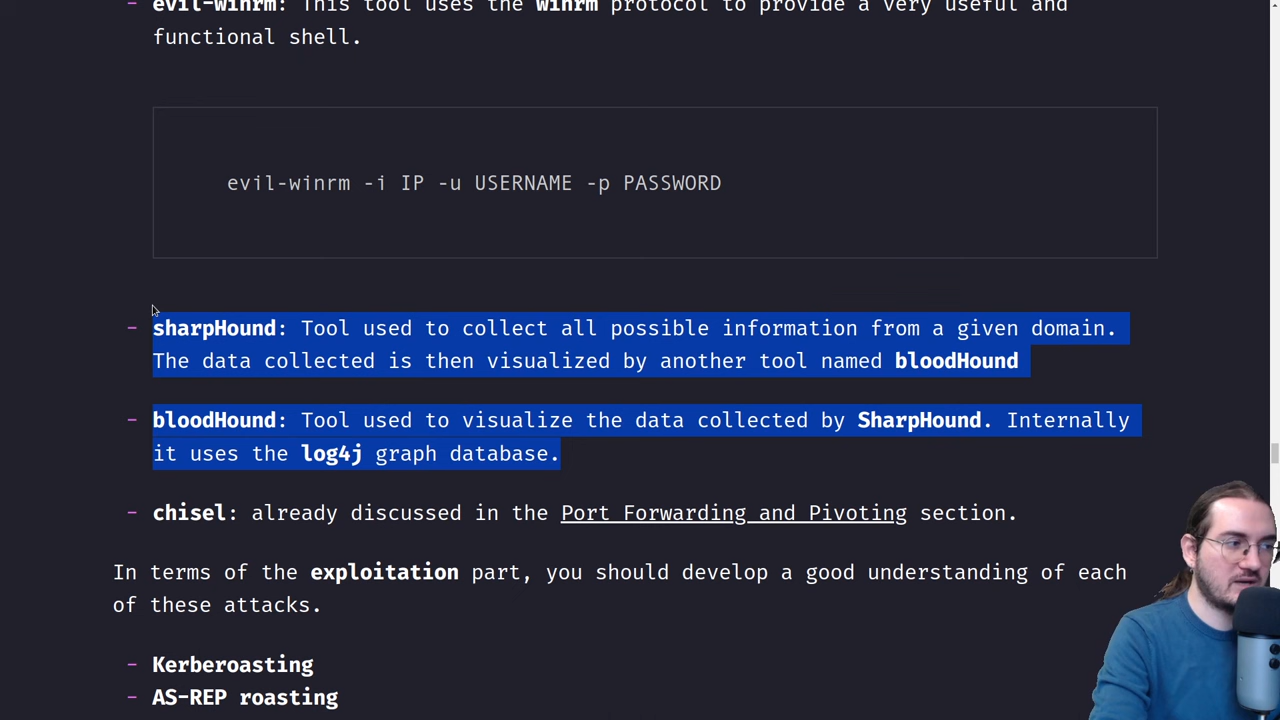 - evil-winrm: This tool uses the winrm protocol to provide a very useful and
functional shell.
evil-winrm -i IP -u USERNAME -p PASSWORD
- sharpHound: Tool used to collect all possible information from a given domain.
The data collected is then visualized by another tool named bloodHound
- bloodHound: Tool used to visualize the data collected by SharpHound. Internally
it uses the log4j graph database.
- chisel: already discussed in the Port Forwarding and Pivoting section.
In terms of the exploitation part, you should develop a good understanding of each
of these attacks.
- Kerberoasting
- AS-REP roasting